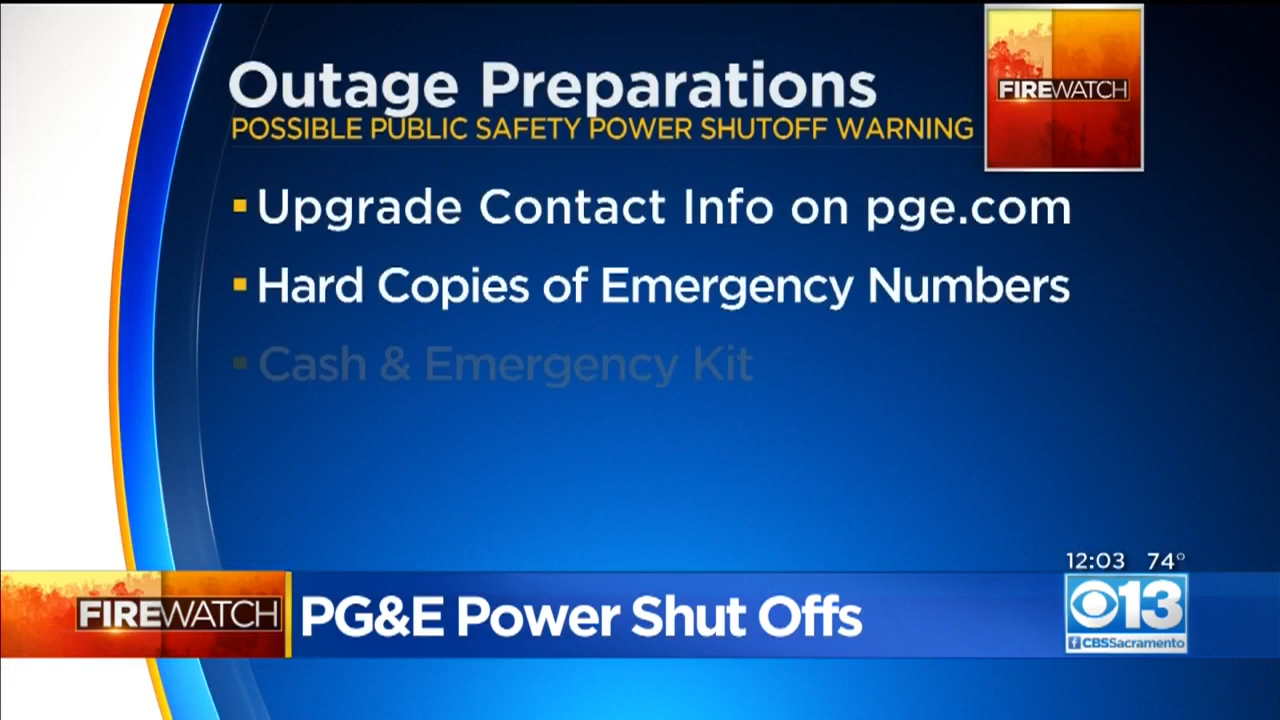 Outage Preparations
POSSIBLE PUBLIC SAFETY POWER SHUTOFF WARNING
FIREWATCH
Upgrade Contact Info on pge.com
Hard Copies of Emergency Numbers
Cash & Emergency Kit
12:03 74°
FIREWATCH
PG&E Power Shut Offs
13
CBSSacramento